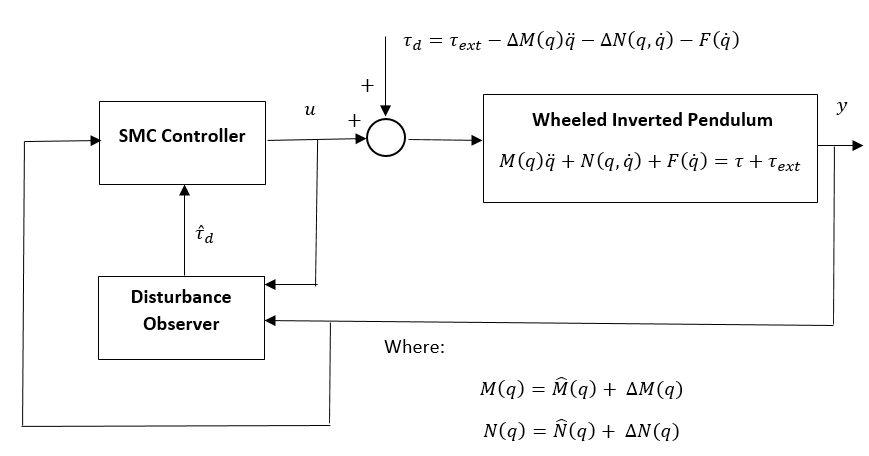 τ_d = τ_ext − ΔM(q)q̈ − ΔN(q, q̇) − F(q̇)
+
u
+
y
SMC Controller
Wheeled Inverted Pendulum
M(q)q̈ + N(q, q̇) + F(q̇) = τ + τ_ext
τ̂_d
Disturbance
Observer
Where:
M(q) = M̂(q) + ΔM(q)
N(q) = N̂(q) + ΔN(q)